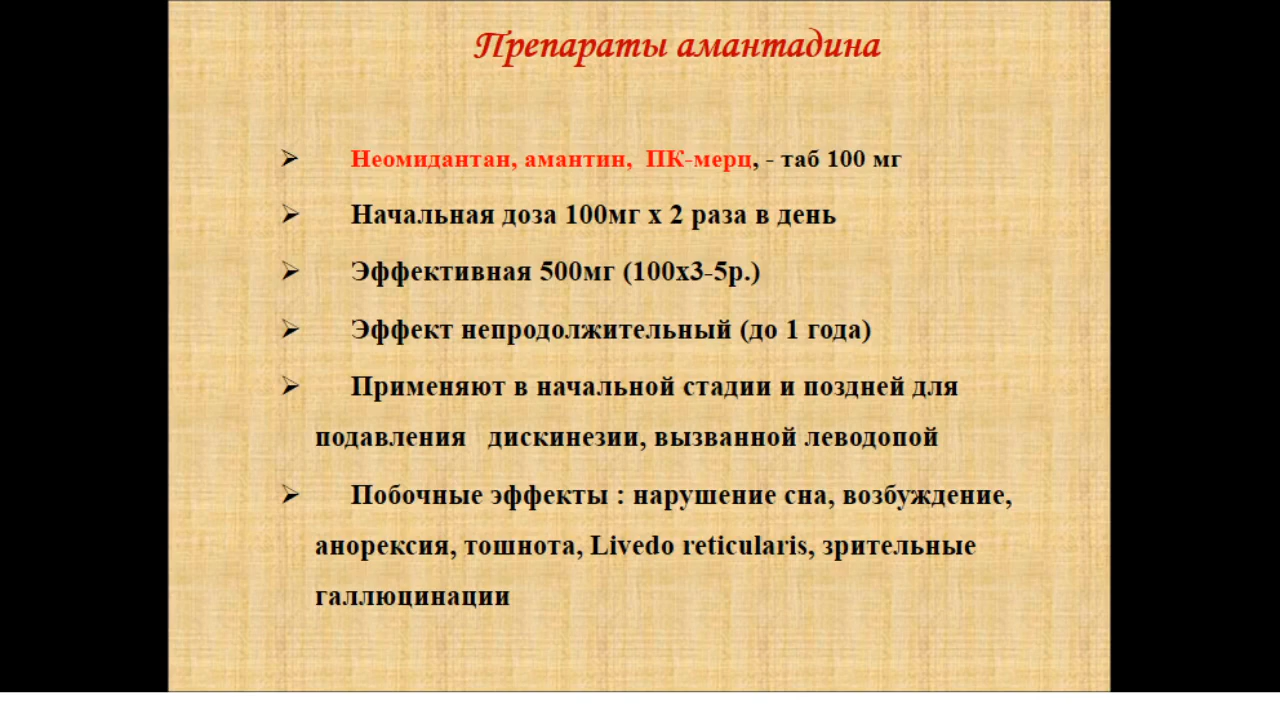 Препараты амантадина
Неомидантан, амантин, ПК-мерц, - таб 100 мг
Начальная доза 100мг х 2 раза в день
Эффективная 500мг (100х3-5р.)
Эффект непродолжительный (до 1 года)
Применяют в начальной стадии и поздней для
подавления дискинезии, вызванной леводопой
Побочные эффекты : нарушение сна, возбуждение,
анорексия, тошнота, Livedo reticularis, зрительные
галлюцинации